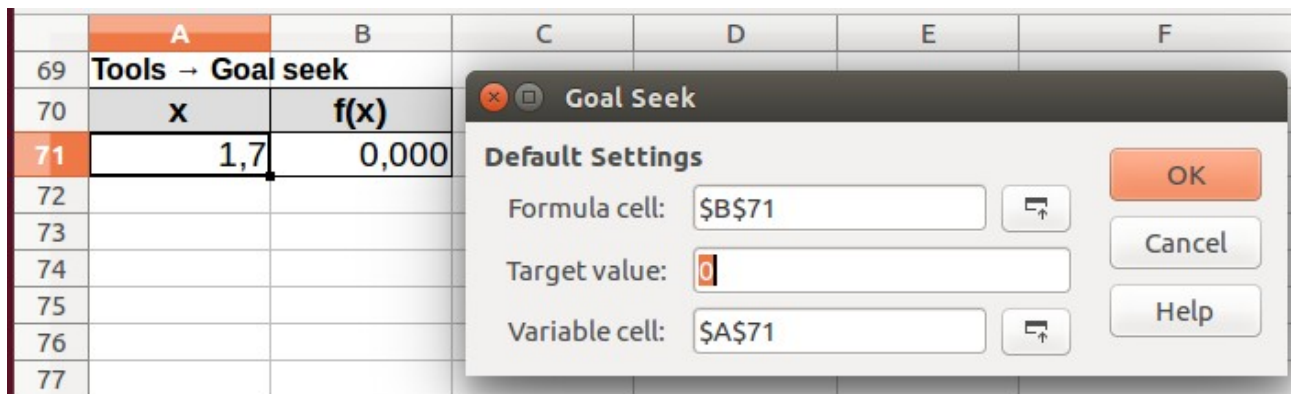 A B C D E F
69 Tools → Goal seek
70 x f(x)
71 1,7 0,000
72
73
74
75
76
77
Goal Seek
Default Settings
Formula cell: $B$71
Target value: 0
Variable cell: $A$71
OK
Cancel
Help